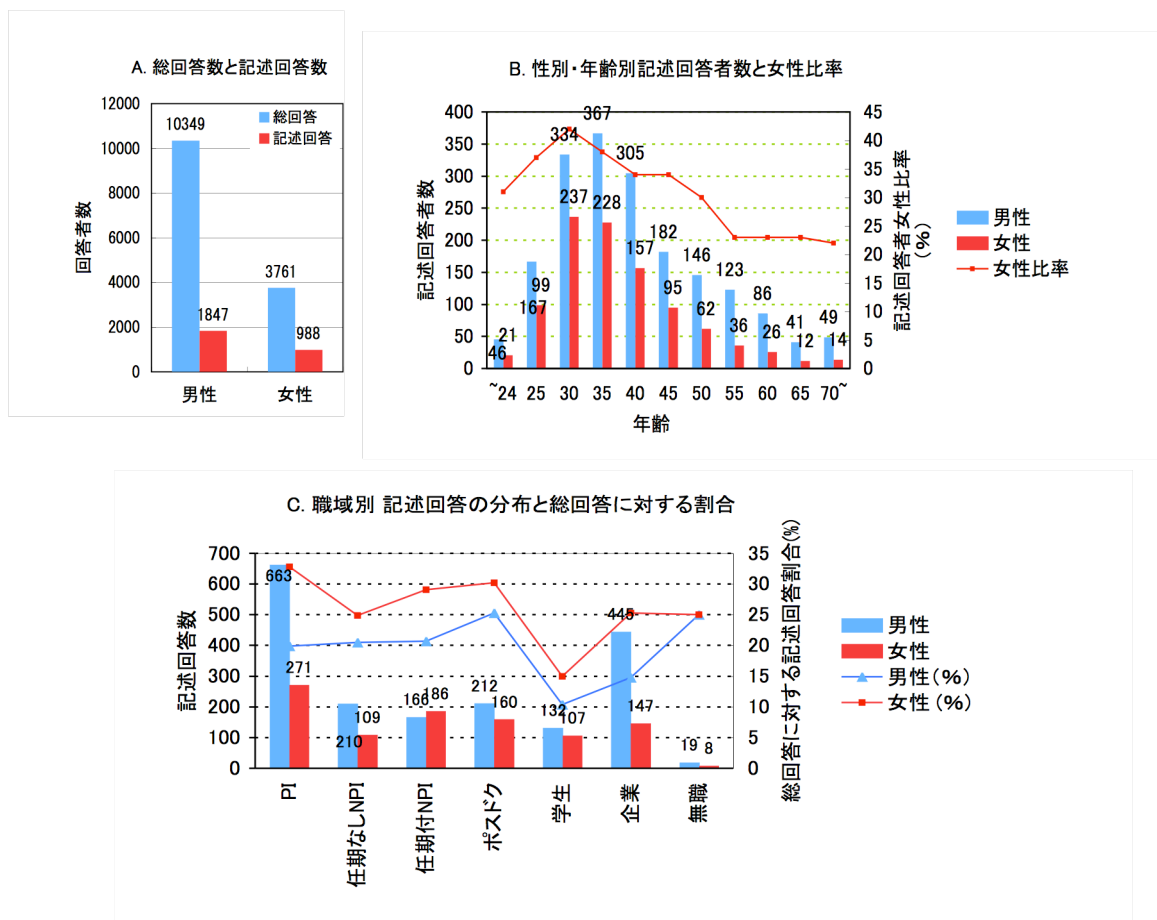 A. 総回答数と記述回答数
12000
10000
8000
6000
4000
2000
0
回答者数
10349
1847
3761
988
総回答
記述回答
男性
女性
B. 性別・年齢別記述回答者数と女性比率
400
350
300
250
200
150
100
50
0
記述回答者数
46
21
167
99
334
237
367
228
305
157
182
95
146
62
123
36
86
26
41
12
49
14
45
40
35
30
25
20
15
10
5
0
記述回答者女性比率
(%)
~24 25 30 35 40 45 50 55 60 65 70~
年齢
男性
女性
女性比率
C. 職域別 記述回答の分布と総回答に対する割合
700
600
500
400
300
200
100
0
記述回答数
663
271
210
109
166
186
212
160
132
107
445
147
19
8
35
30
25
20
15
10
5
0
総回答に対する記述回答割合(%)
PI
任期なしNPI
任期付NPI
ポスドク
学生
企業
無職
男性
女性
男性(%)
女性(%)